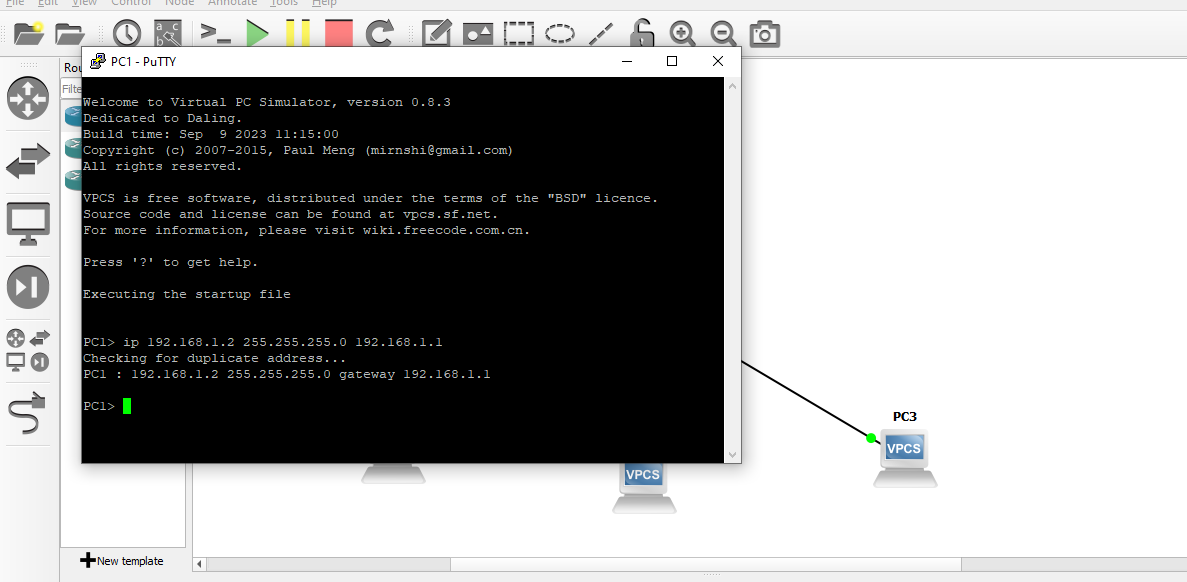 File Edit View Control Node Annotate Tools Help
PC1 - PuTTY
Rou
Filte
Welcome to Virtual PC Simulator, version 0.8.3
Dedicated to Daling.
Build time: Sep  9 2023 11:15:00
Copyright (c) 2007-2015, Paul Meng (mirnshi@gmail.com)
All rights reserved.
VPCS is free software, distributed under the terms of the "BSD" licence.
Source code and license can be found at vpcs.sf.net.
For more information, please visit wiki.freecode.com.cn.
Press '?' to get help.
Executing the startup file
PC1> ip 192.168.1.2 255.255.255.0 192.168.1.1
Checking for duplicate address...
PC1 : 192.168.1.2 255.255.255.0 gateway 192.168.1.1
PC1>
PC3
VPCS
VPCS
New template